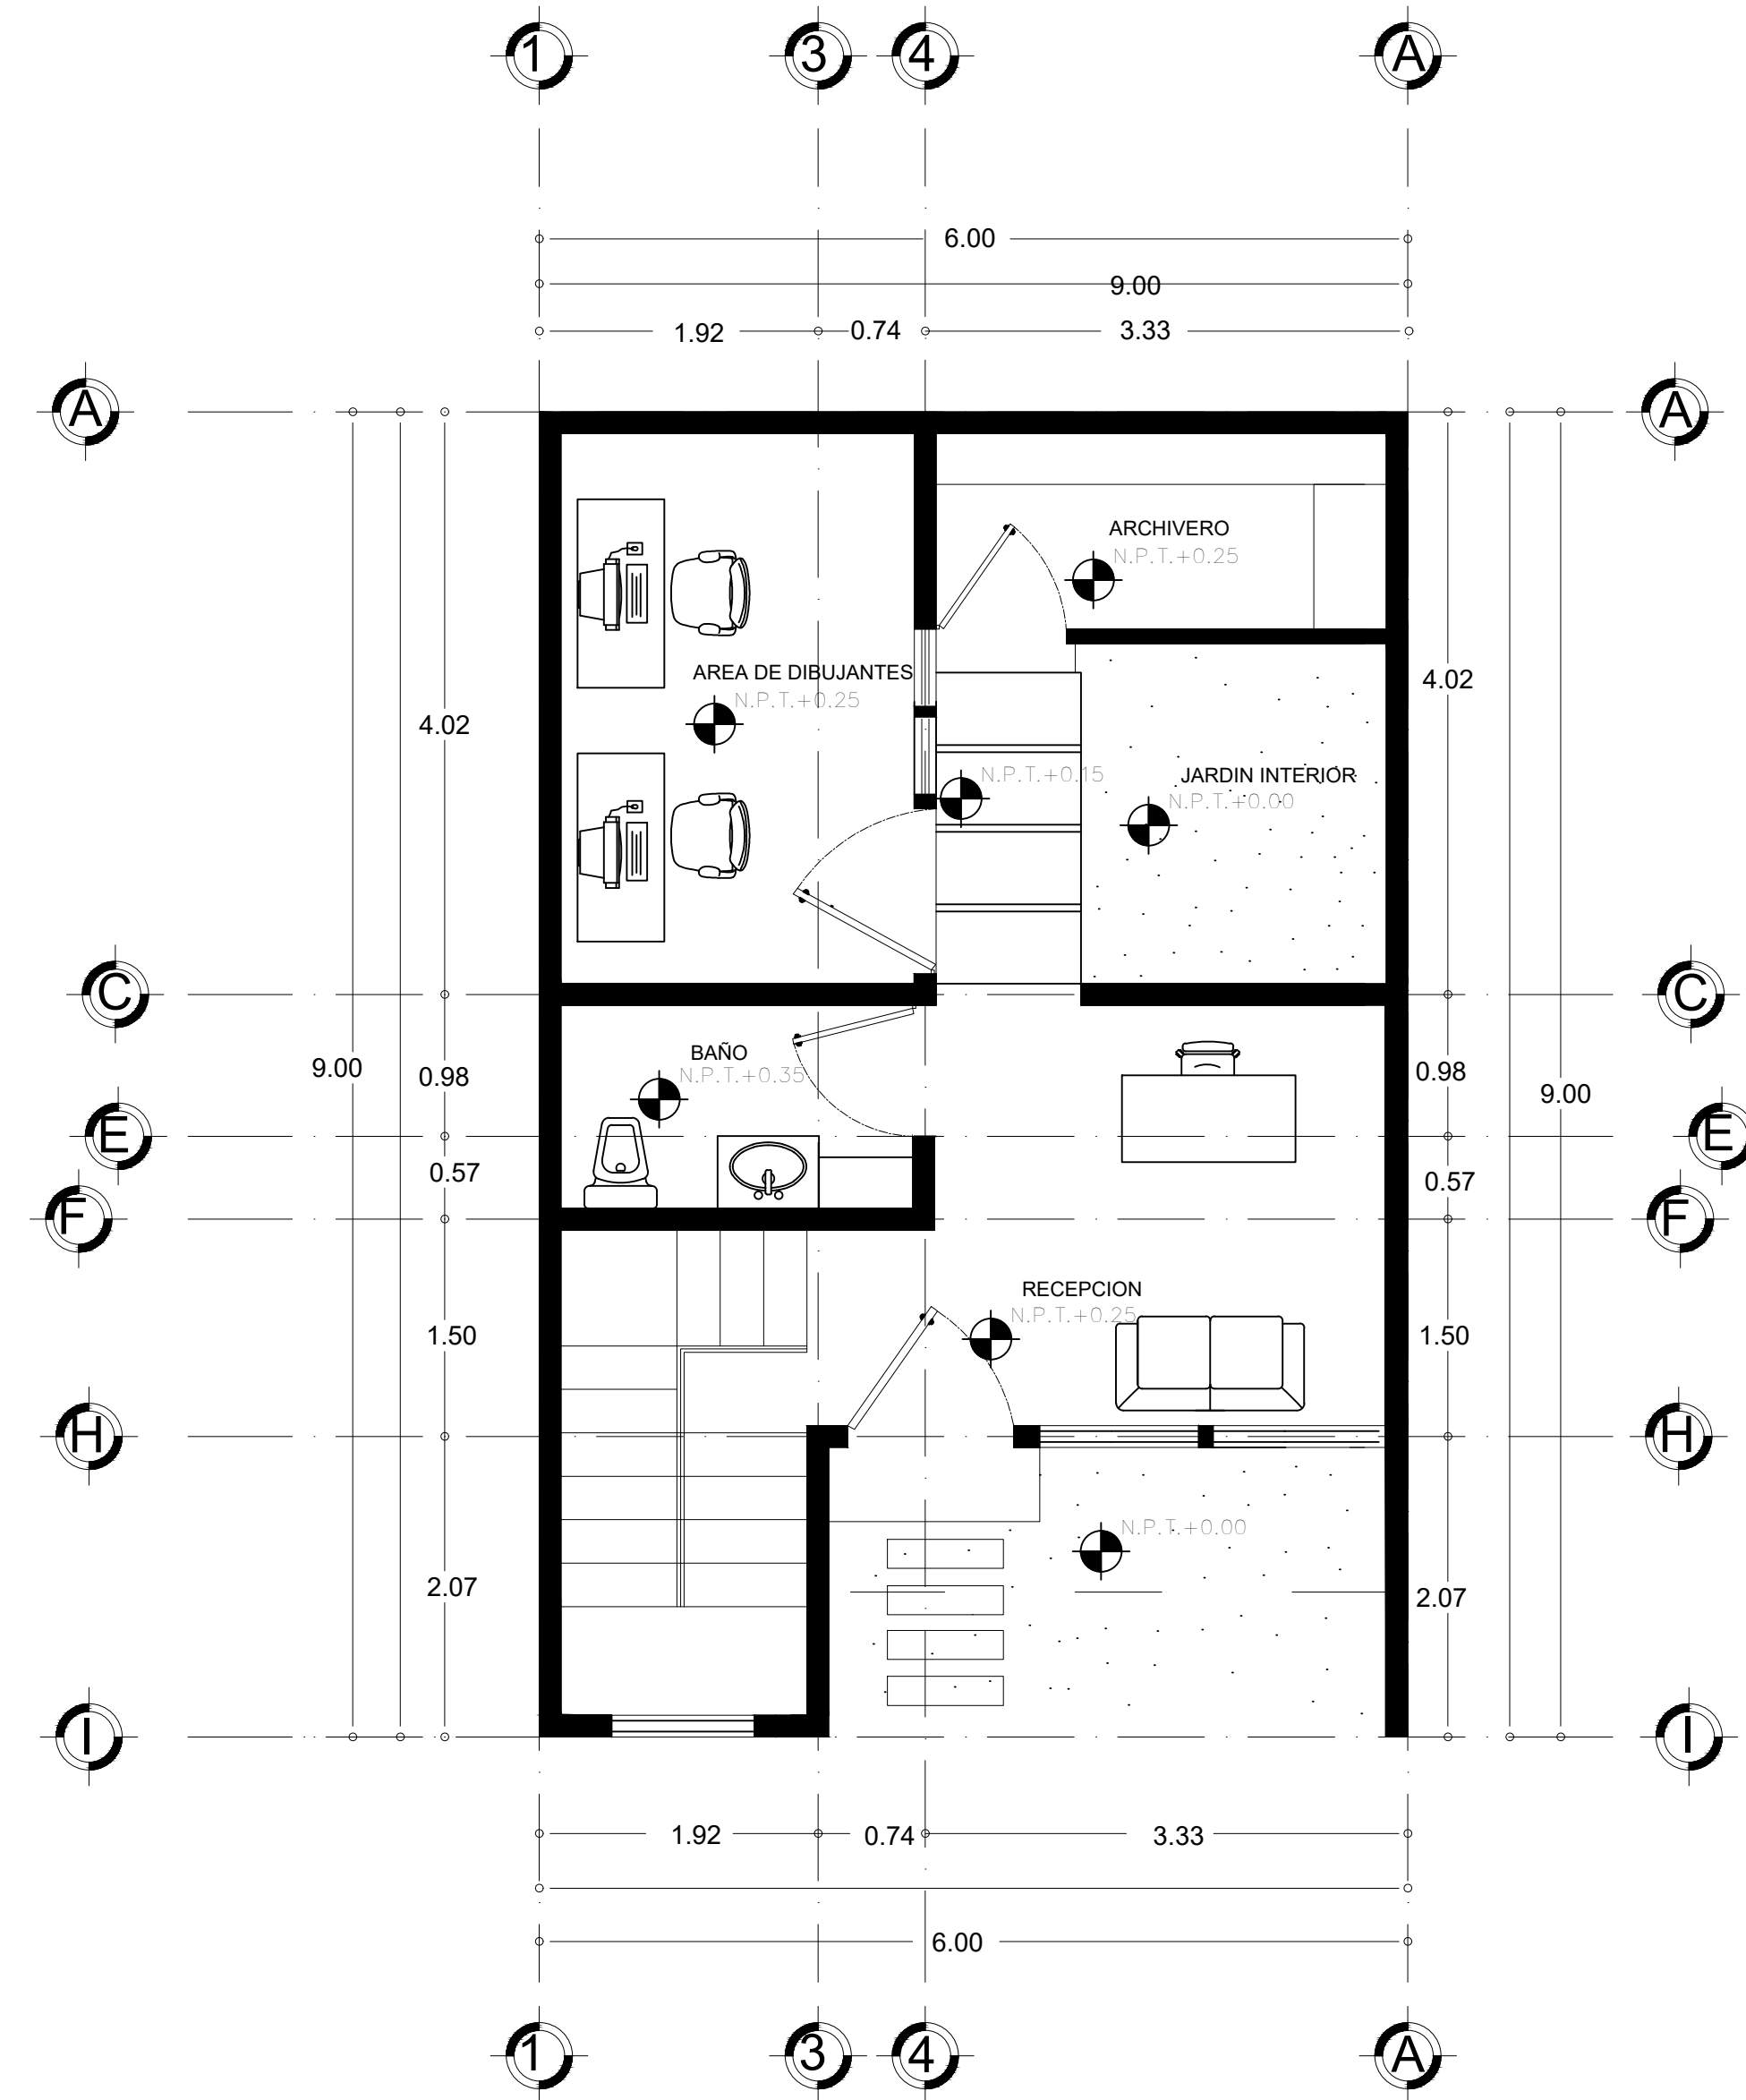 1 3 4 A
6.00
9.00
1.92 0.74 3.33
A A
ARCHIVERO
N.P.T.+0.25
AREA DE DIBUJANTES
N.P.T.+0.25
4.02 4.02
N.P.T.+0.15
JARDIN INTERIOR
N.P.T.+0.00
C C
BAÑO
N.P.T.+0.35
9.00 0.98 0.98 9.00
E E
0.57 0.57
F F
RECEPCION
N.P.T.+0.25
1.50 1.50
H H
N.P.T.+0.00
2.07 2.07
I I
1.92 0.74 3.33
6.00
1 3 4 A